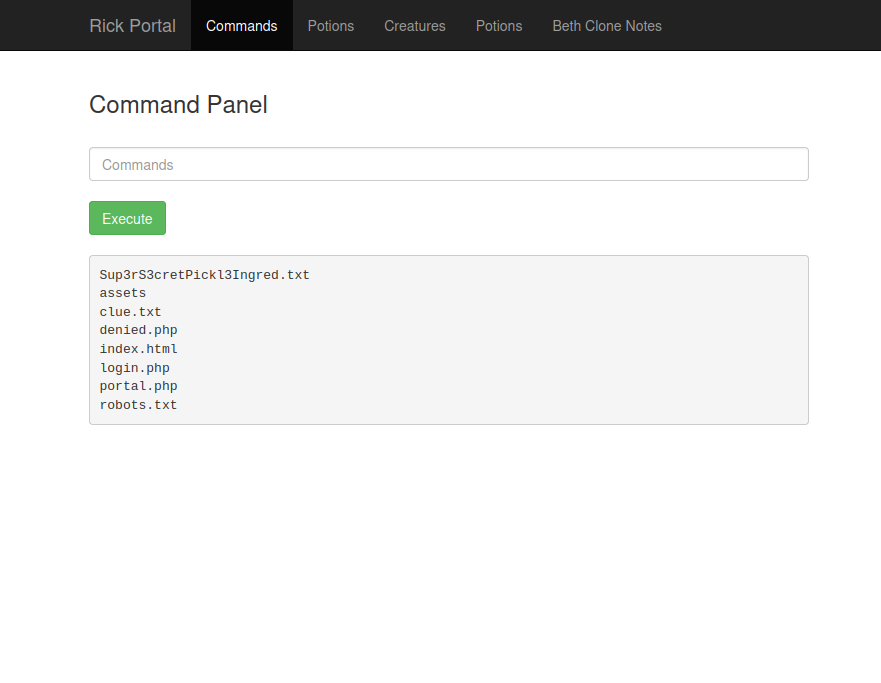 Rick Portal Commands Potions Creatures Potions Beth Clone Notes
Command Panel
Commands
Execute
Sup3rS3cretPickl3Ingred.txt
assets
clue.txt
denied.php
index.html
login.php
portal.php
robots.txt